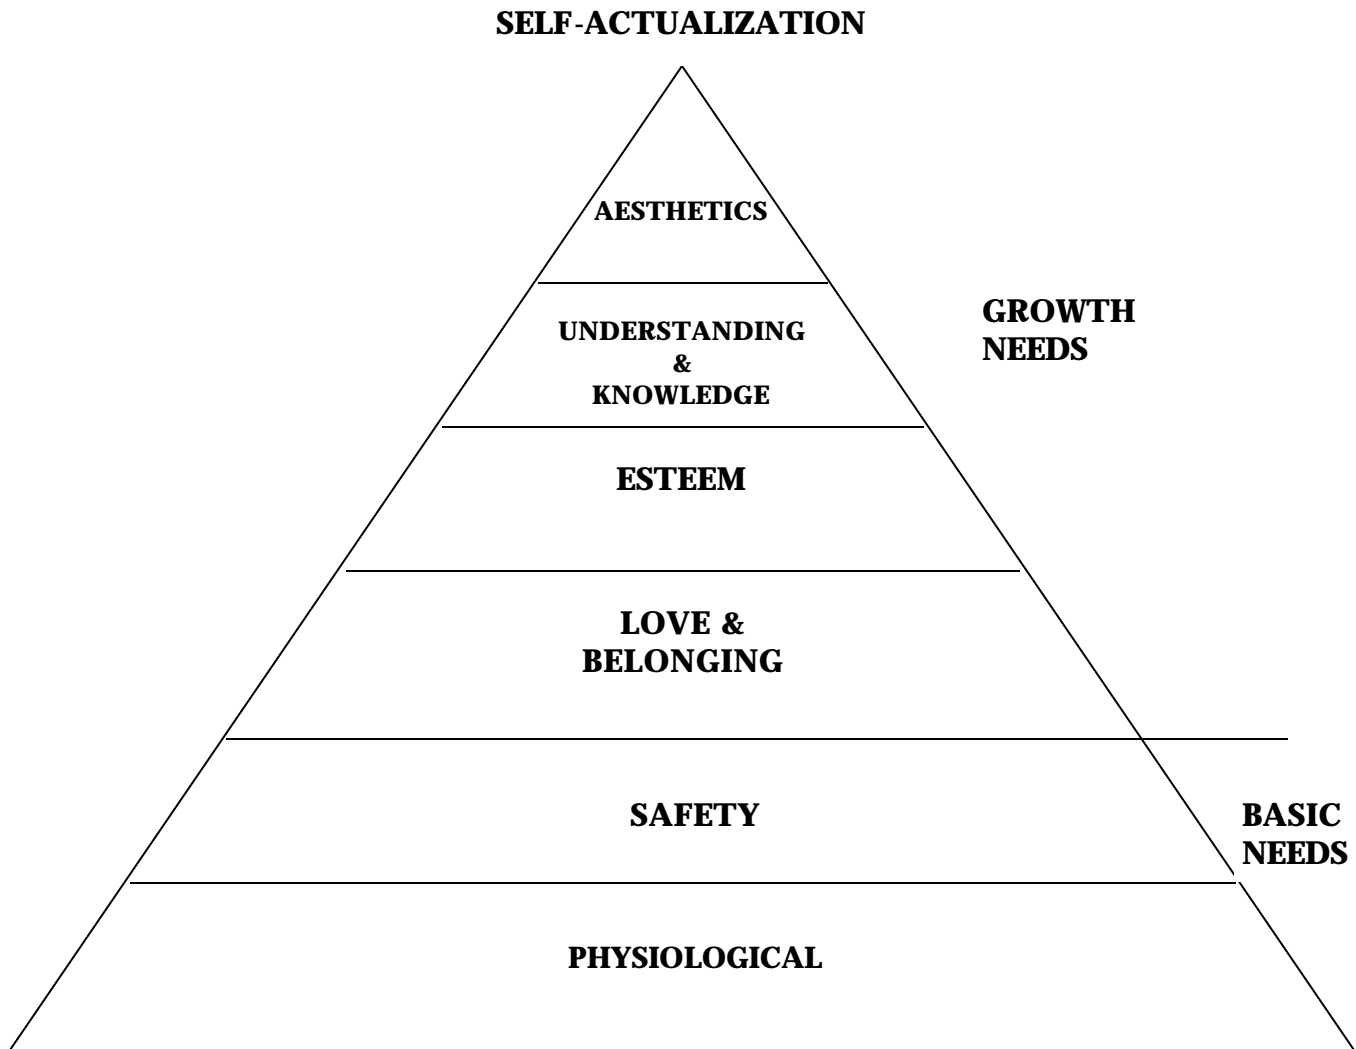 SELF-ACTUALIZATION
AESTHETICS
UNDERSTANDING
&
KNOWLEDGE
GROWTH
NEEDS
ESTEEM
LOVE &
BELONGING
SAFETY
BASIC
NEEDS
PHYSIOLOGICAL